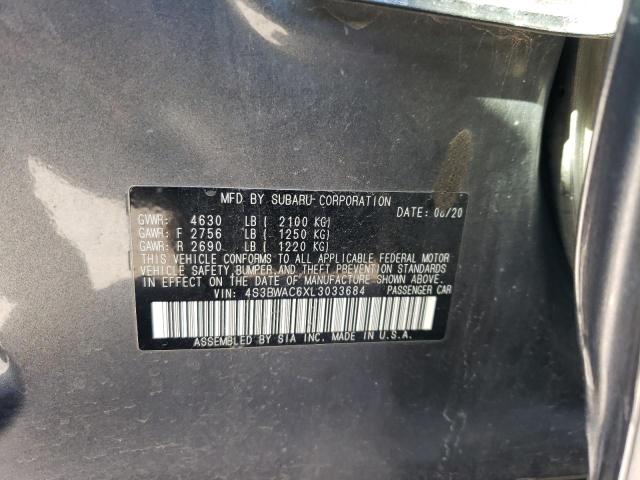 MFD BY SUBARU CORPORATION
DATE: 06/20
GVWR: 4630 LB ( 2100 KG)
GAWR: F 2756 LB ( 1250 KG)
GAWR: R 2690 LB ( 1220 KG)
THIS VEHICLE CONFORMS TO ALL APPLICABLE FEDERAL MOTOR
VEHICLE SAFETY, BUMPER, AND THEFT PREVENTION STANDARDS
IN EFFECT ON THE DATE OF MANUFACTURE SHOWN ABOVE.
VIN: 4S3BWAC6XL3033684 PASSENGER CAR
ASSEMBLED BY SIA INC. MADE IN U.S.A.